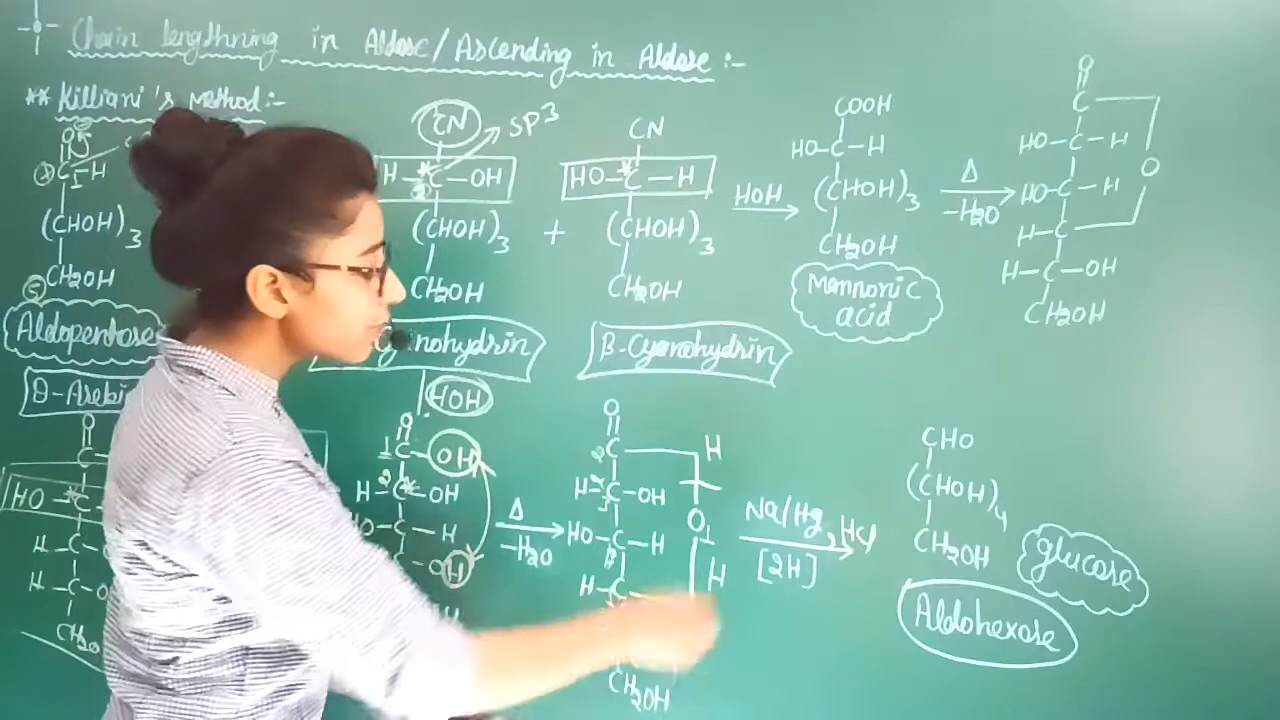 Chain lengthning in Aldose/Ascending in Aldose :-
** Killiani's method :-
O
C-H
(CHOH)3
CH2OH
5
Aldopentose
CN
SP3
H-C*-OH
2
(CHOH)3
CH2OH
+
CN
HO-C*-H
(CHOH)3
CH2OH
β-Cyanohydrin
HOH
COOH
HO-C-H
(CHOH)3
CH2OH
Mannonic
acid
Δ
-H2O
O
C
HO-C-H
HO-C-H
O
H-C
H-C-OH
CH2OH
HOH
O
C
HO
C*
H-C-
H-C-O
O
1 C-OH
H-C*-OH
C-H
OH
Δ
-H2O
O
C
H
H-C-OH
HO-C-H
O
H-C
H
CH2OH
Na/Hg, HCl
[2H]
CHO
(CHOH)4
CH2OH
glucose
Aldohexose